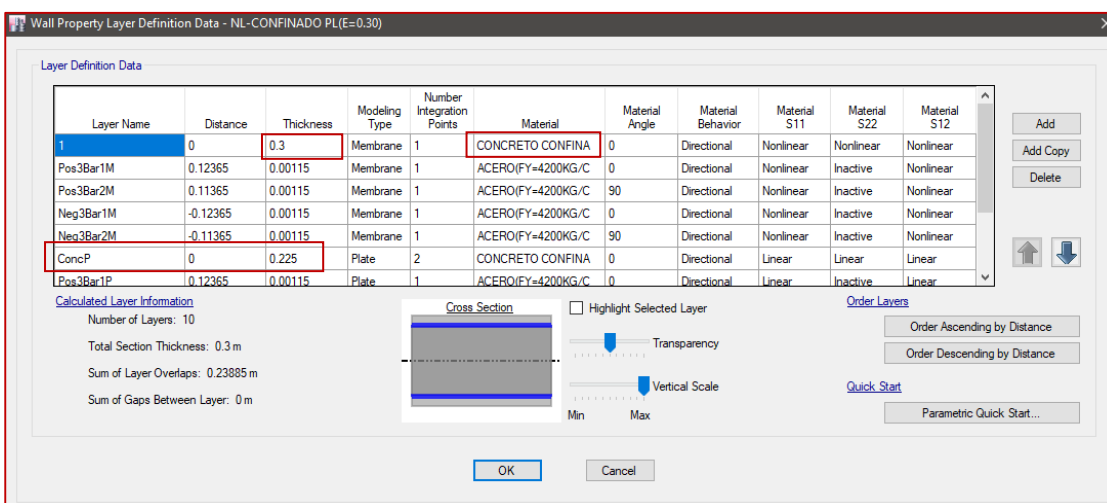 Wall Property Layer Definition Data - NL-CONFINADO PL(E=0.30)
Layer Definition Data
Layer Name Distance Thickness Modeling Type Number Integration Points Material Material Angle Material Behavior Material S11 Material S22 Material S12
1 0 0.3 Membrane 1 CONCRETO CONFINA 0 Directional Nonlinear Nonlinear Nonlinear
Pos3Bar1M 0.12365 0.00115 Membrane 1 ACERO(FY=4200KG/C 0 Directional Nonlinear Inactive Nonlinear
Pos3Bar2M 0.11365 0.00115 Membrane 1 ACERO(FY=4200KG/C 90 Directional Nonlinear Inactive Nonlinear
Neg3Bar1M -0.12365 0.00115 Membrane 1 ACERO(FY=4200KG/C 0 Directional Nonlinear Inactive Nonlinear
Neg3Bar2M -0.11365 0.00115 Membrane 1 ACERO(FY=4200KG/C 90 Directional Nonlinear Inactive Nonlinear
ConcP 0 0.225 Plate 2 CONCRETO CONFINA 0 Directional Linear Linear Linear
Pos3Bar1P 0.12365 0.00115 Plate 1 ACERO(FY=4200KG/C 0 Directional Linear Inactive Linear
Add
Add Copy
Delete
Calculated Layer Information
Number of Layers: 10
Total Section Thickness: 0.3 m
Sum of Layer Overlaps: 0.23885 m
Sum of Gaps Between Layer: 0 m
Cross Section
Highlight Selected Layer
Transparency
Vertical Scale
Min Max
Order Layers
Order Ascending by Distance
Order Descending by Distance
Quick Start
Parametric Quick Start...
OK Cancel